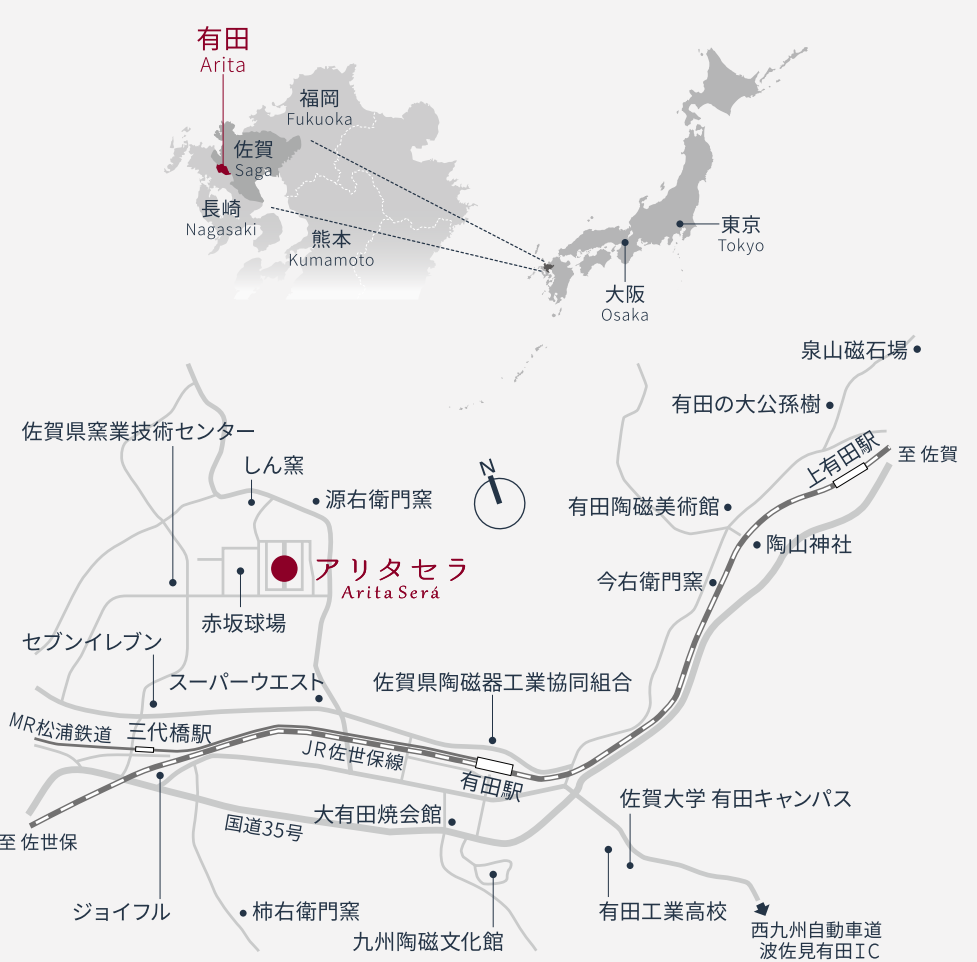 有田
Arita
福岡
Fukuoka
佐賀
Saga
長崎
Nagasaki
熊本
Kumamoto
東京
Tokyo
大阪
Osaka
泉山磁石場
有田の大公孫樹
佐賀県窯業技術センター
上有田駅
至 佐賀
しん窯
N
源右衛門窯
有田陶磁美術館
陶山神社
アリタセラ
Arita Será
今右衛門窯
赤坂球場
セブンイレブン
スーパーウエスト
佐賀県陶磁器工業協同組合
MR松浦鉄道
三代橋駅
JR佐世保線
有田駅
佐賀大学 有田キャンパス
大有田焼会館
国道35号
至 佐世保
ジョイフル
柿右衛門窯
有田工業高校
九州陶磁文化館
西九州自動車道
波佐見有田IC